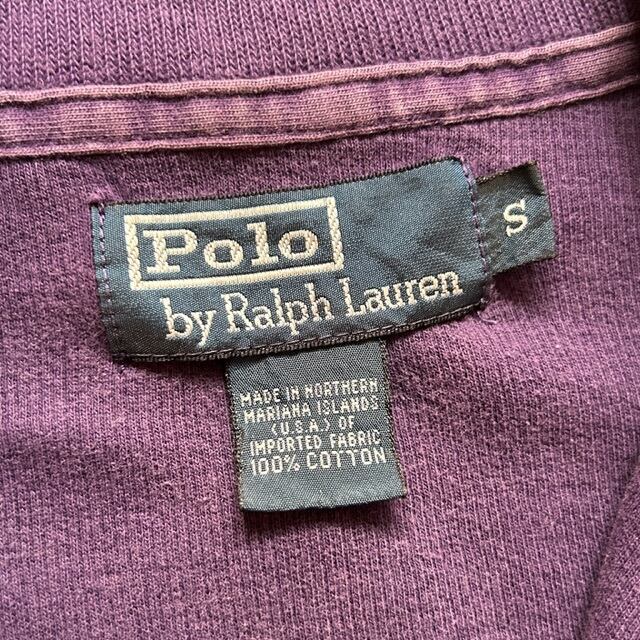 Polo
S
by Ralph Lauren
MADE IN NORTHERN
MARIANA ISLANDS
(U.S.A.) OF
IMPORTED FABRIC
100% COTTON